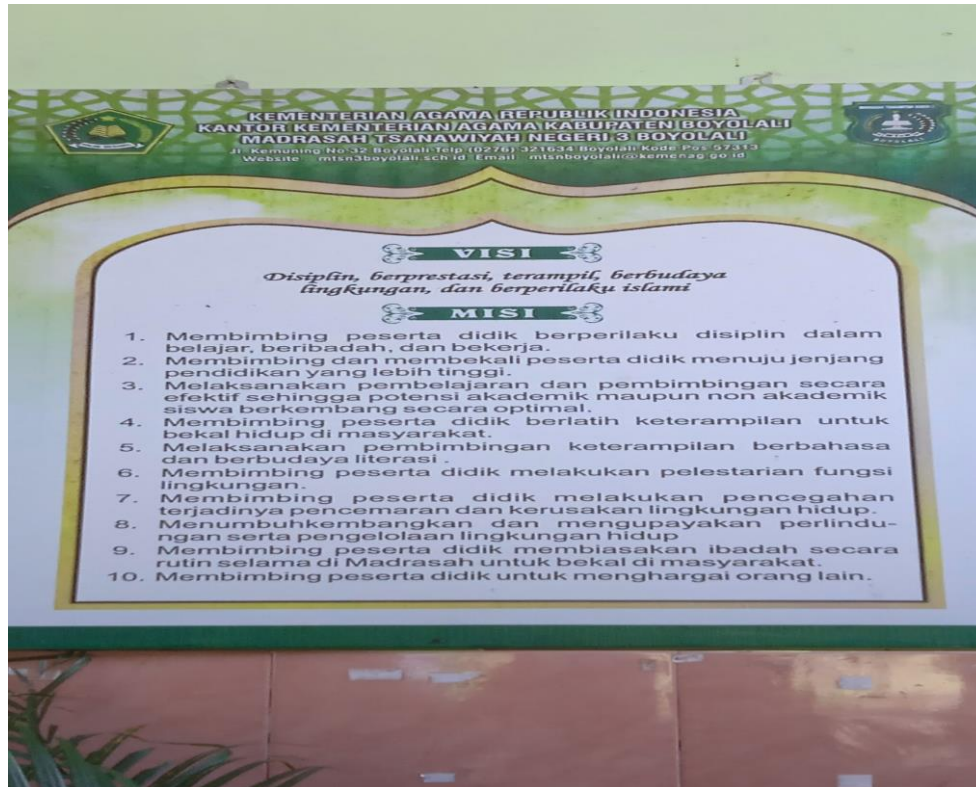 KEMENTERIAN AGAMA REPUBLIK INDONESIA
KANTOR KEMENTERIAN AGAMA KABUPATEN BOYOLALI
MADRASAH TSANAWIYAH NEGERI 3 BOYOLALI
Jl. Kemuning No.32 Boyolali Telp (0276) 321634 Boyolali Kode Pos 57313
Website mtsn3boyolali.sch.id Email mtsnboyolali@kemenag.go.id
BOYOLALI
VISI
Disiplin, berprestasi, terampil, berbudaya
lingkungan, dan berperilaku islami
MISI
1. Membimbing peserta didik berperilaku disiplin dalam
belajar, beribadah, dan bekerja.
2. Membimbing dan membekali peserta didik menuju jenjang
pendidikan yang lebih tinggi.
3. Melaksanakan pembelajaran dan pembimbingan secara
efektif sehingga potensi akademik maupun non akademik
siswa berkembang secara optimal.
4. Membimbing peserta didik berlatih keterampilan untuk
bekal hidup di masyarakat.
5. Melaksanakan pembimbingan keterampilan berbahasa
dan berbudaya literasi .
6. Membimbing peserta didik melakukan pelestarian fungsi
lingkungan.
7. Membimbing peserta didik melakukan pencegahan
terjadinya pencemaran dan kerusakan lingkungan hidup.
8. Menumbuhkembangkan dan mengupayakan perlindu-
ngan serta pengelolaan lingkungan hidup
9. Membimbing peserta didik membiasakan ibadah secara
rutin selama di Madrasah untuk bekal di masyarakat.
10. Membimbing peserta didik untuk menghargai orang lain.